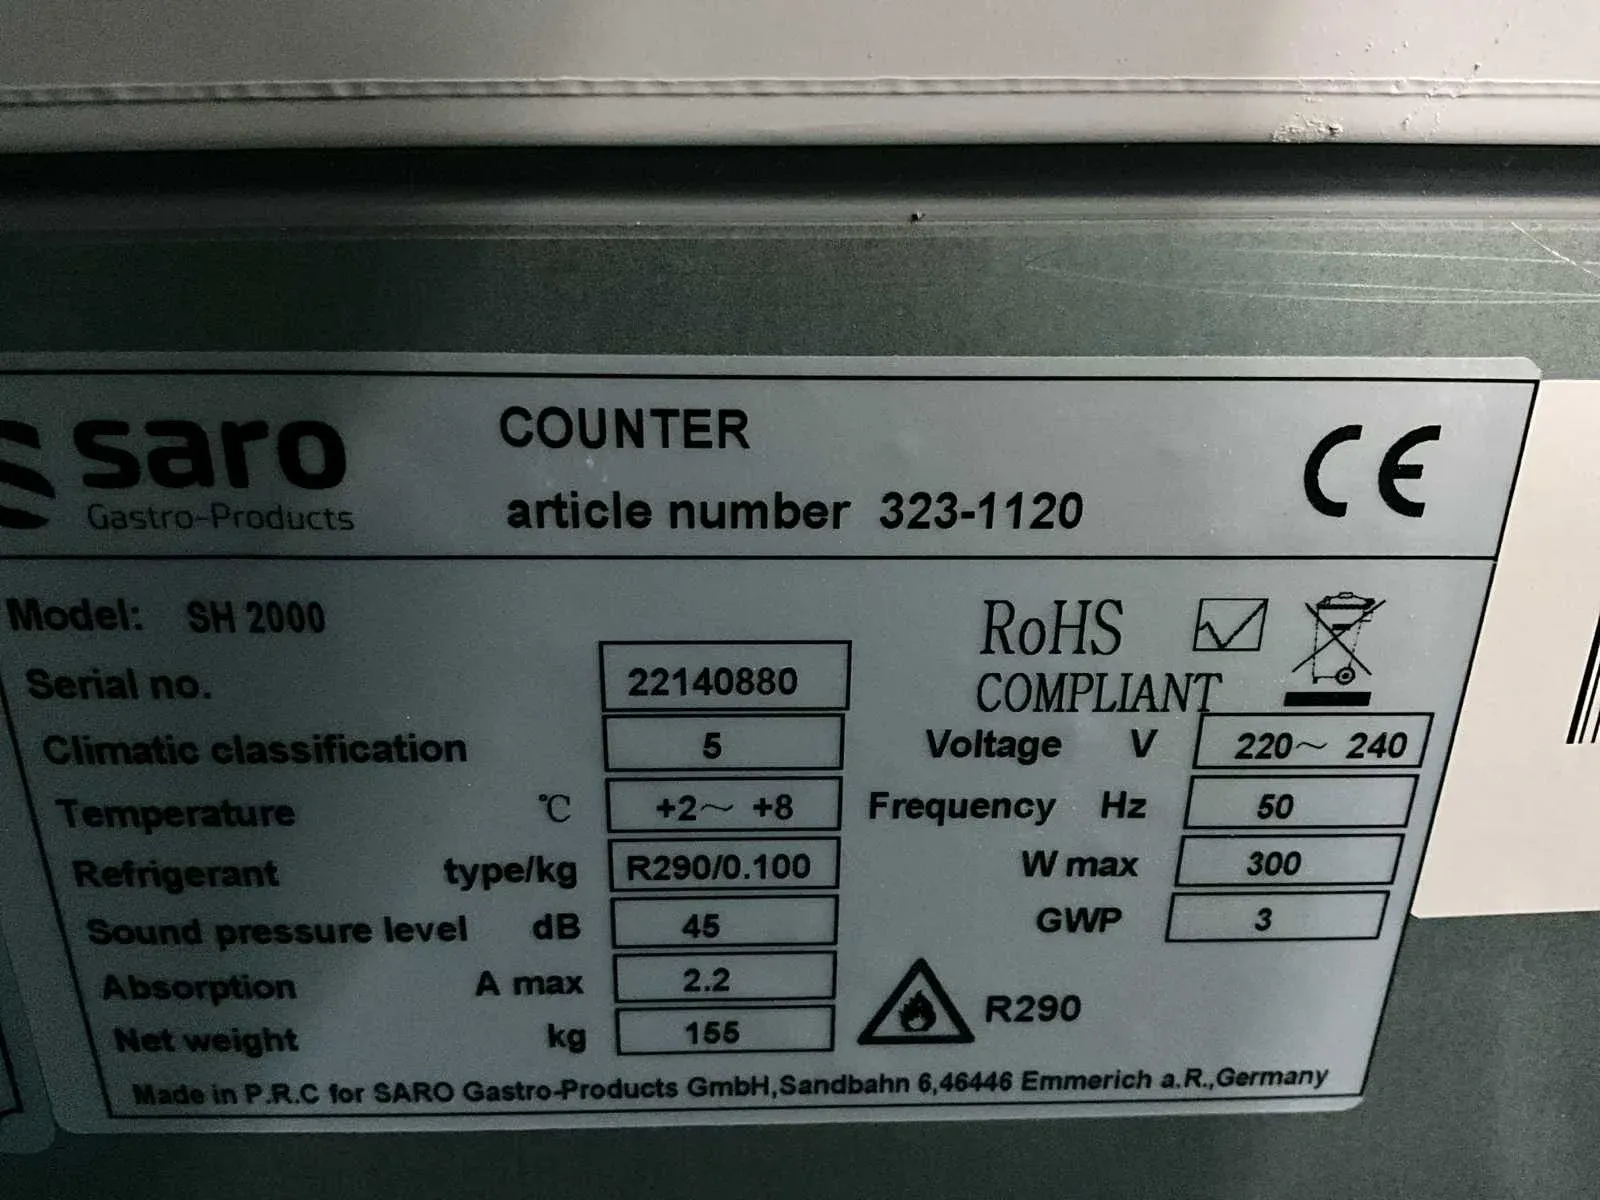 saro
Gastro-Products
COUNTER
article number 323-1120
CE
Model: SH 2000
RoHS
COMPLIANT
Serial no. 22140880
Climatic classification 5
Voltage V 220~ 240
Temperature °C +2~ +8
Frequency Hz 50
Refrigerant type/kg R290/0.100
W max 300
Sound pressure level dB 45
GWP 3
Absorption A max 2.2
R290
Net weight kg 155
Made in P.R.C for SARO Gastro-Products GmbH,Sandbahn 6,46446 Emmerich a.R.,Germany